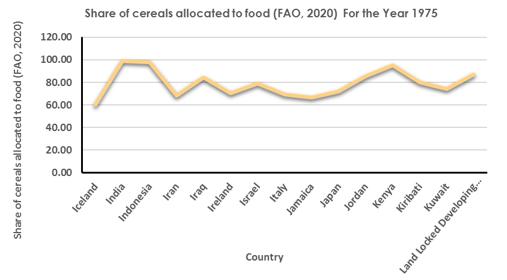 Share of cereals allocated to food (FAO, 2020)  For the Year 1975
Share of cereals allocated to food (FAO, 2020)
120.00
100.00
80.00
60.00
40.00
20.00
0.00
Iceland
India
Indonesia
Iran
Iraq
Ireland
Israel
Italy
Jamaica
Japan
Jordan
Kenya
Kiribati
Kuwait
Land Locked Developing...
Country